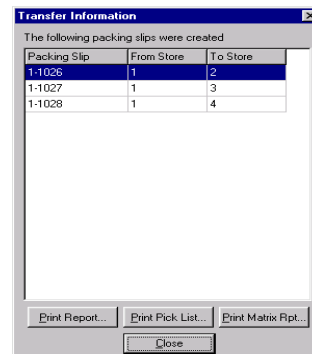 Transfer Information
The following packing slips were created
Packing Slip From Store To Store
1-1026 1 2
1-1027 1 3
1-1028 1 4
Print Report... Print Pick List... Print Matrix Rpt...
Close